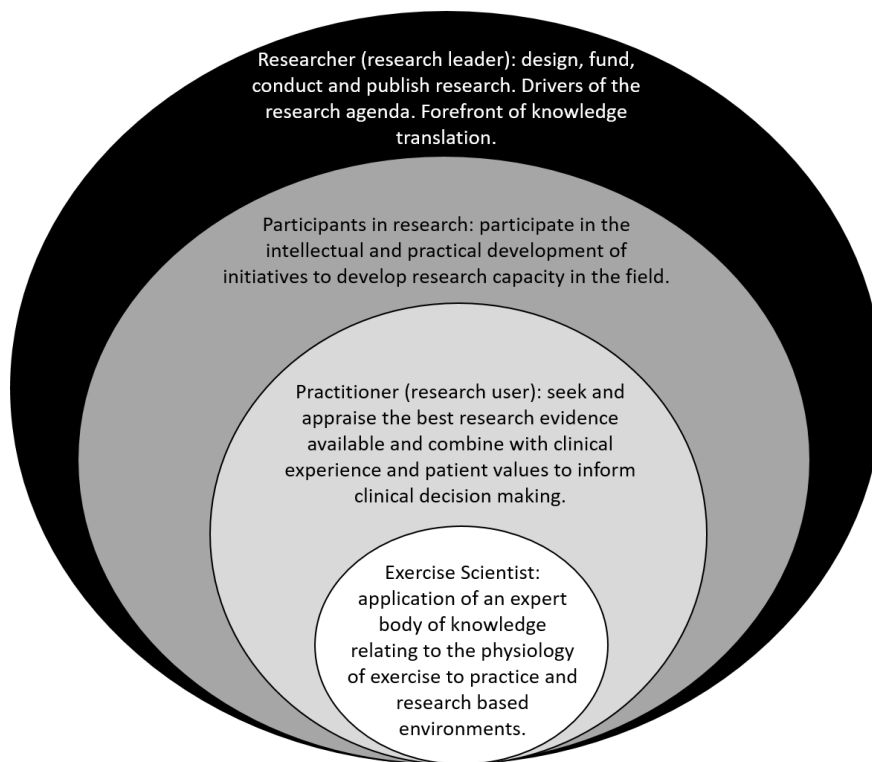 Researcher (research leader): design, fund,
conduct and publish research. Drivers of the
research agenda. Forefront of knowledge
translation.
Participants in research: participate in the
intellectual and practical development of
initiatives to develop research capacity in the field.
Practitioner (research user): seek and
appraise the best research evidence
available and combine with clinical
experience and patient values to inform
clinical decision making.
Exercise Scientist:
application of an expert
body of knowledge
relating to the physiology
of exercise to practice and
research based
environments.